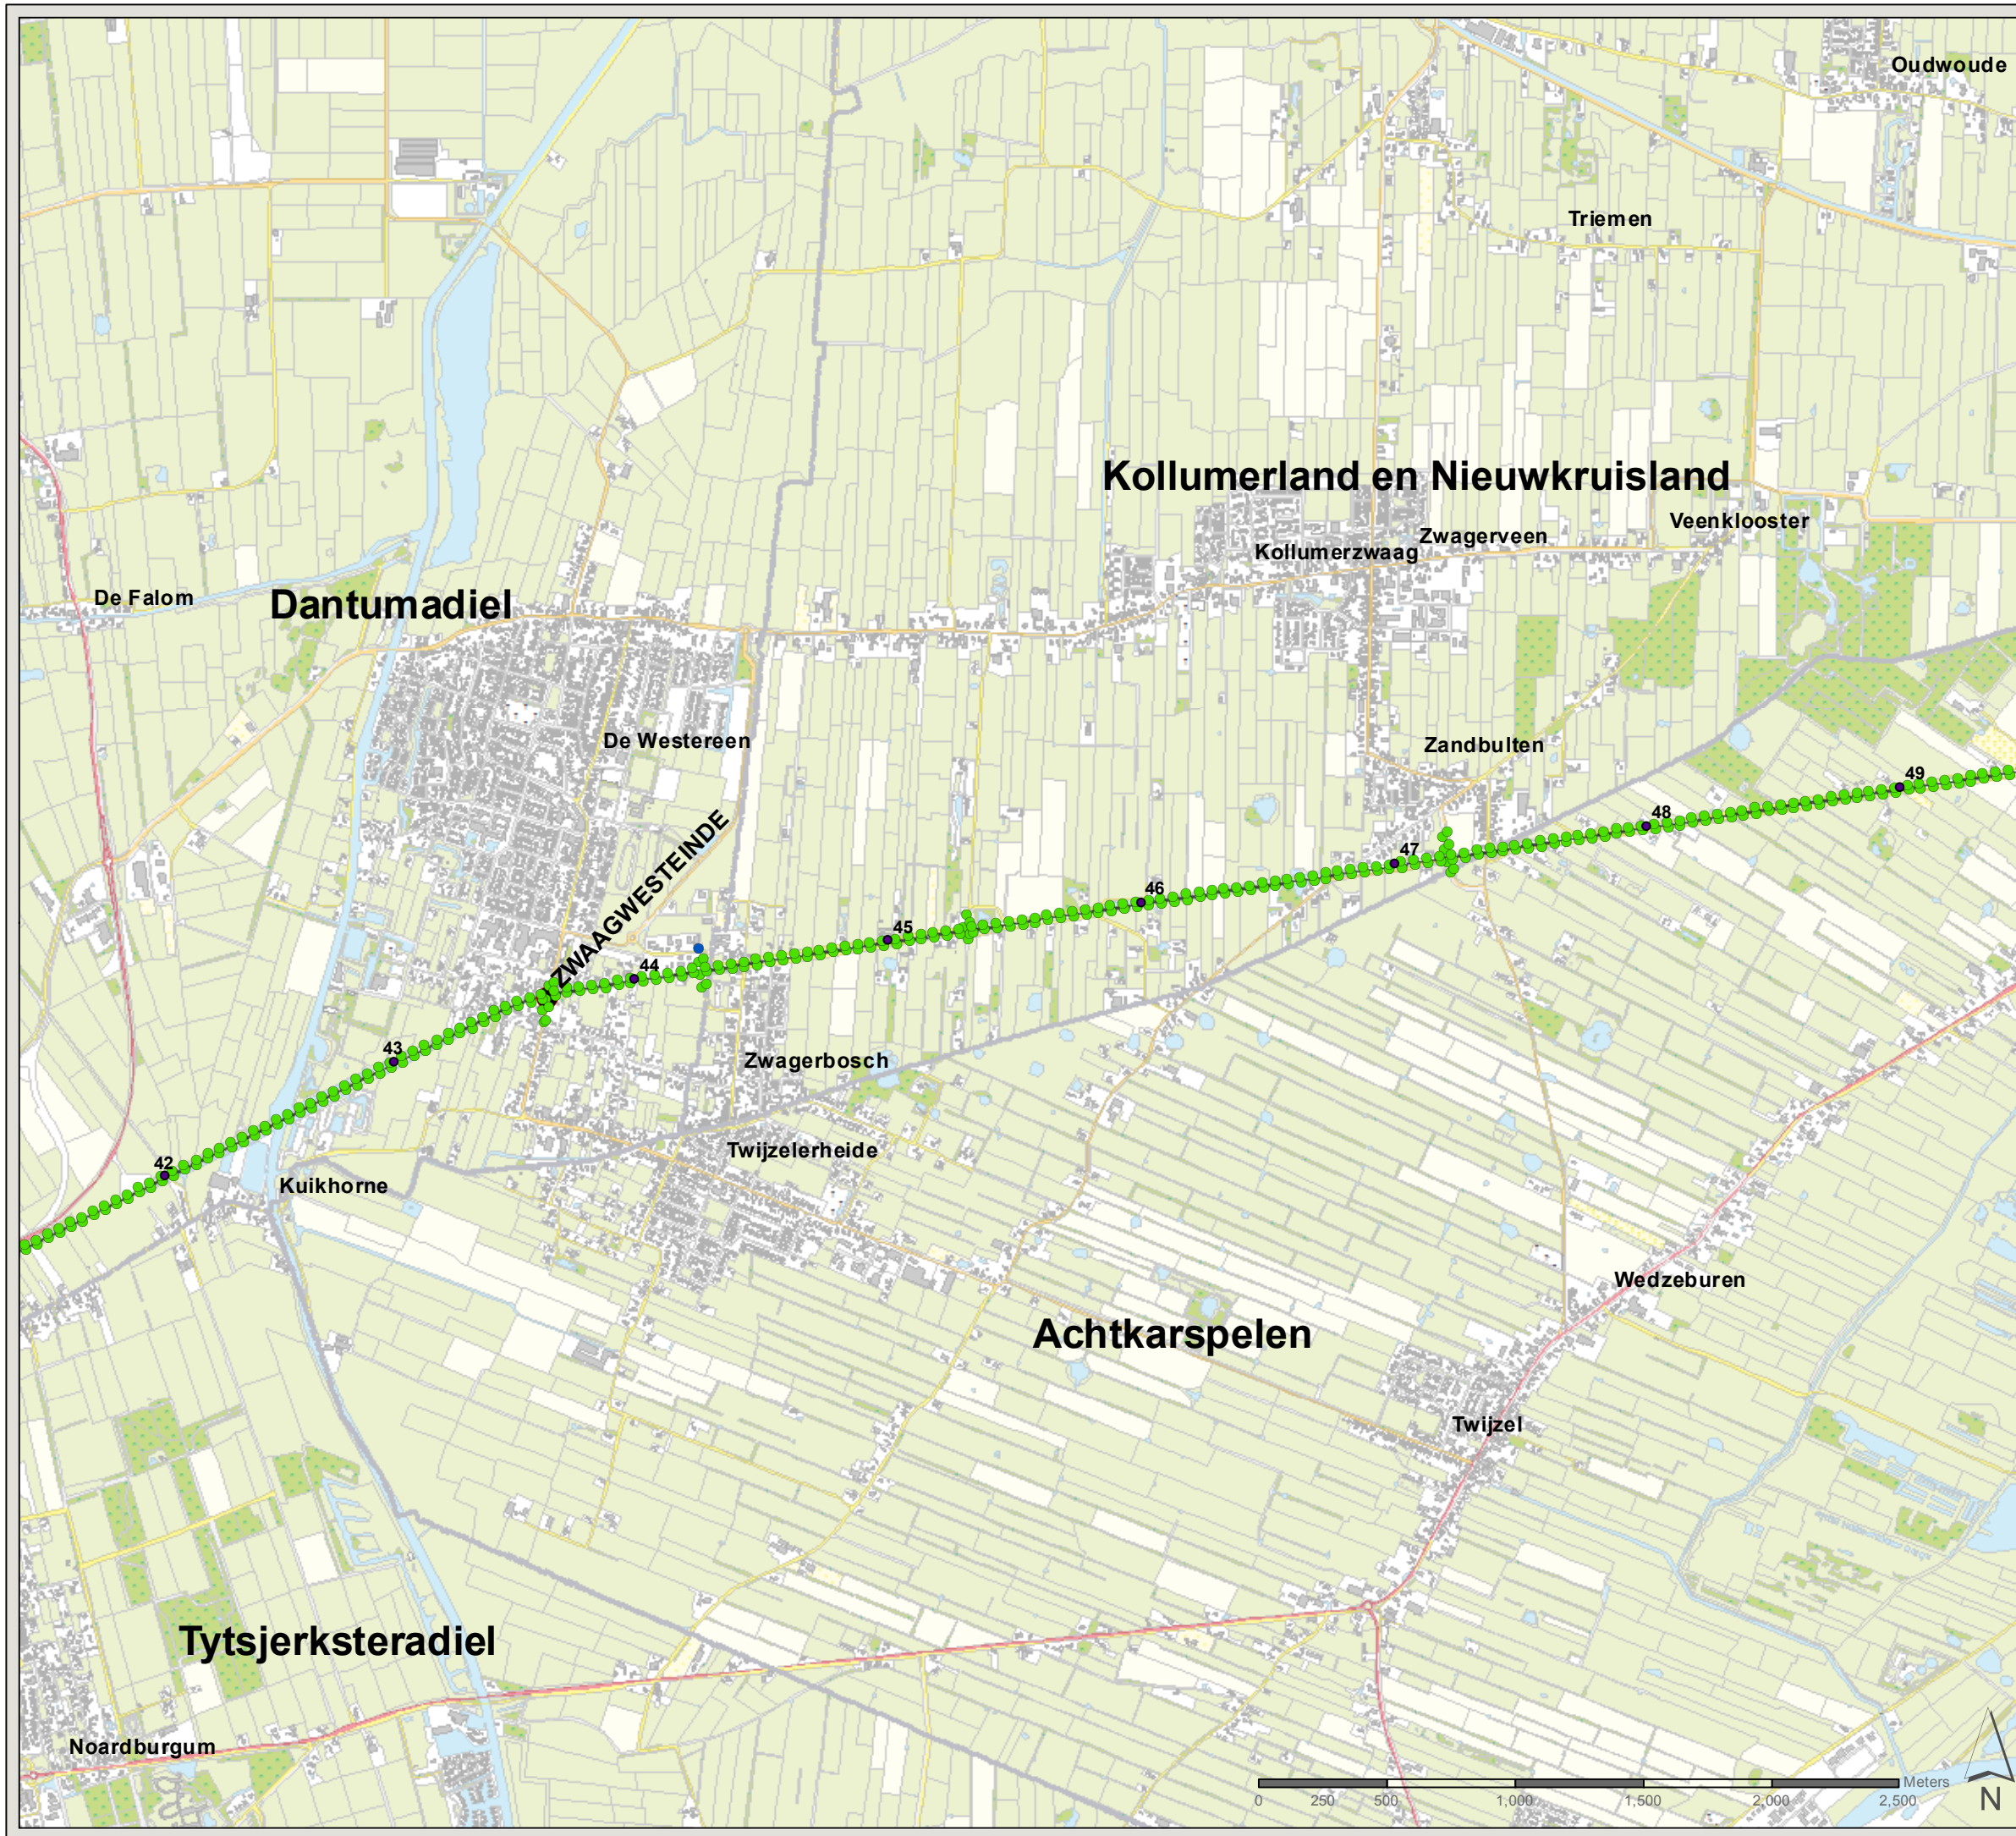 Oudwoude
Triemen
Kollumerland en Nieuwkruisland
Veenklooster
Zwagerveen
Kollumerzwaag
De Falom
Dantumadiel
De Westereen
Zandbulten
49
48
ZWAAGWESTEINDE
47
46
45
44
43
Zwagerbosch
42
Twijzelerheide
Kuikhorne
Wedzeburen
Achtkarspelen
Twijzel
Tytsjerksteradiel
Noardburgum
Meters
0 250 500 1,000 1,500 2,000 2,500
N